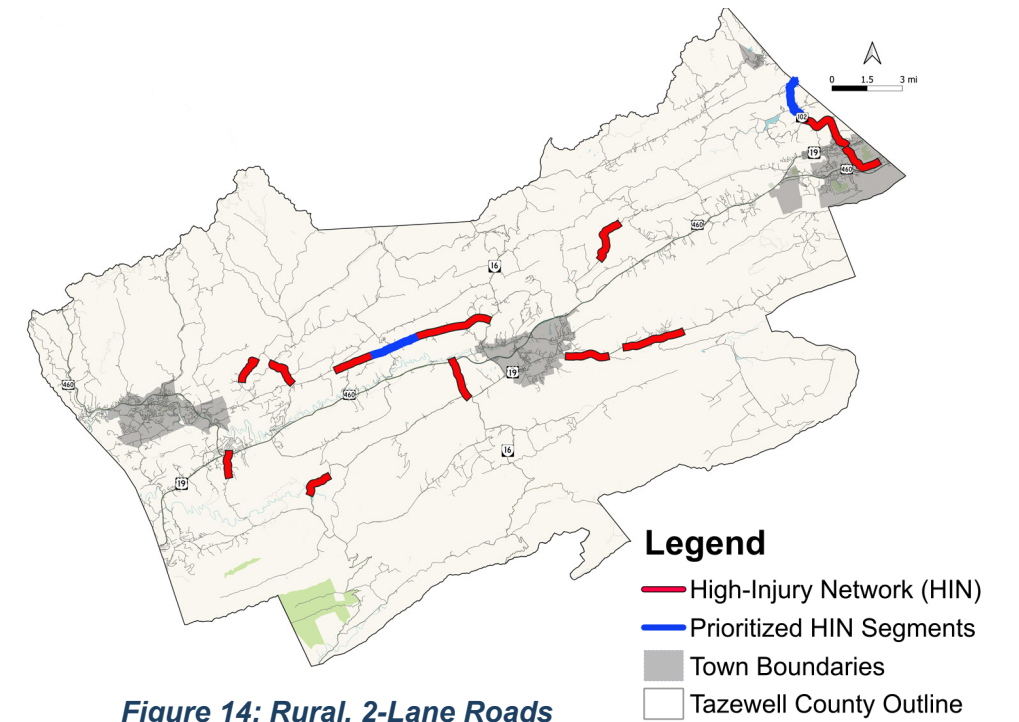 0 1.5 3 mi
102
19
460
460
16
460
19
460
16
19
Legend
High-Injury Network (HIN)
Prioritized HIN Segments
Town Boundaries
Tazewell County Outline
Figure 14: Rural, 2-Lane Roads